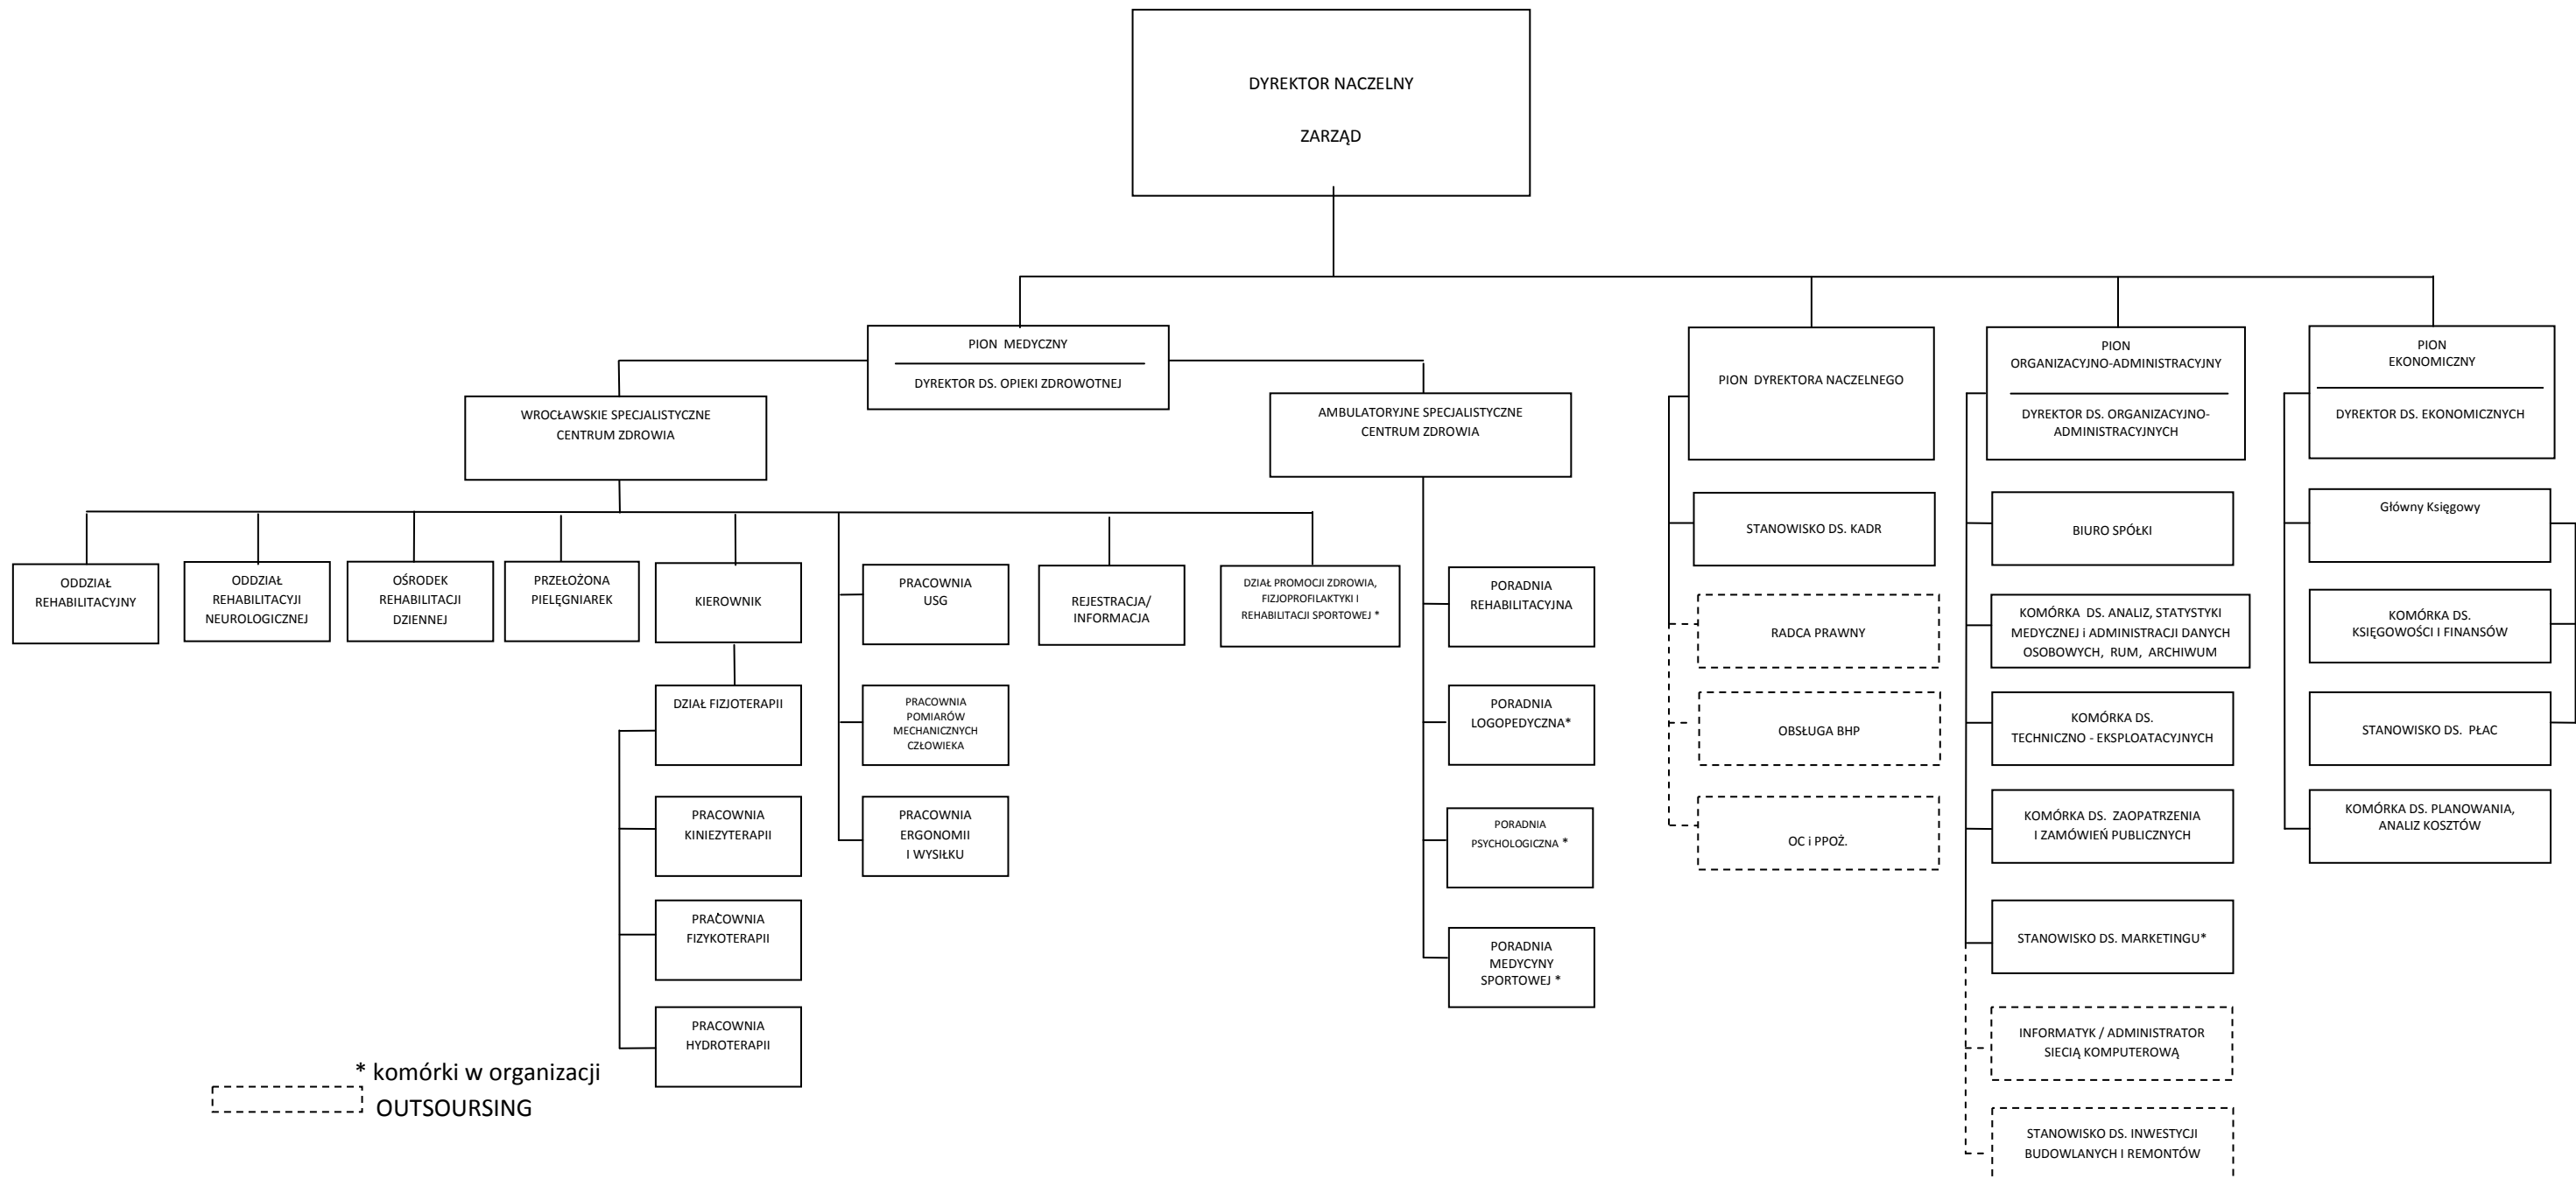 DYREKTOR NACZELNY
ZARZĄD
PION MEDYCZNY
DYREKTOR DS. OPIEKI ZDROWOTNEJ
PION DYREKTORA NACZELNEGO
PION
ORGANIZACYJNO-ADMINISTRACYJNY
DYREKTOR DS. ORGANIZACYJNO-
ADMINISTRACYJNYCH
PION
EKONOMICZNY
DYREKTOR DS. EKONOMICZNYCH
WROCŁAWSKIE SPECJALISTYCZNE
CENTRUM ZDROWIA
AMBULATORYJNE SPECJALISTYCZNE
CENTRUM ZDROWIA
ODDZIAŁ
REHABILITACYJNY
ODDZIAŁ
REHABILITACYJI
NEUROLOGICZNEJ
OŚRODEK
REHABILITACJI
DZIENNEJ
PRZEŁOŻONA
PIELĘGNIAREK
KIEROWNIK
DZIAŁ FIZJOTERAPII
PRACOWNIA
KINIEZYTERAPII
PRACOWNIA
FIZYKOTERAPII
PRACOWNIA
HYDROTERAPII
PRACOWNIA
USG
PRACOWNIA
POMIARÓW
MECHANICZNYCH
CZŁOWIEKA
PRACOWNIA
ERGONOMII
I WYSIŁKU
REJESTRACJA/
INFORMACJA
DZIAŁ PROMOCJI ZDROWIA,
FIZJOPROFILAKTYKI I
REHABILITACJI SPORTOWEJ *
PORADNIA
REHABILITACYJNA
PORADNIA
LOGOPEDYCZNA*
PORADNIA
PSYCHOLOGICZNA *
PORADNIA
MEDYCYNY
SPORTOWEJ *
STANOWISKO DS. KADR
RADCA PRAWNY
OBSŁUGA BHP
OC i PPOŻ.
BIURO SPÓŁKI
KOMÓRKA DS. ANALIZ, STATYSTYKI
MEDYCZNEJ i ADMINISTRACJI DANYCH
OSOBOWYCH, RUM, ARCHIWUM
KOMÓRKA DS.
TECHNICZNO - EKSPLOATACYJNYCH
KOMÓRKA DS. ZAOPATRZENIA
I ZAMÓWIEŃ PUBLICZNYCH
STANOWISKO DS. MARKETINGU*
INFORMATYK / ADMINISTRATOR
SIECIĄ KOMPUTEROWĄ
STANOWISKO DS. INWESTYCJI
BUDOWLANYCH I REMONTÓW
Główny Księgowy
KOMÓRKA DS.
KSIĘGOWOŚCI I FINANSÓW
STANOWISKO DS. PŁAC
KOMÓRKA DS. PLANOWANIA,
ANALIZ KOSZTÓW
* komórki w organizacji
OUTSOURSING